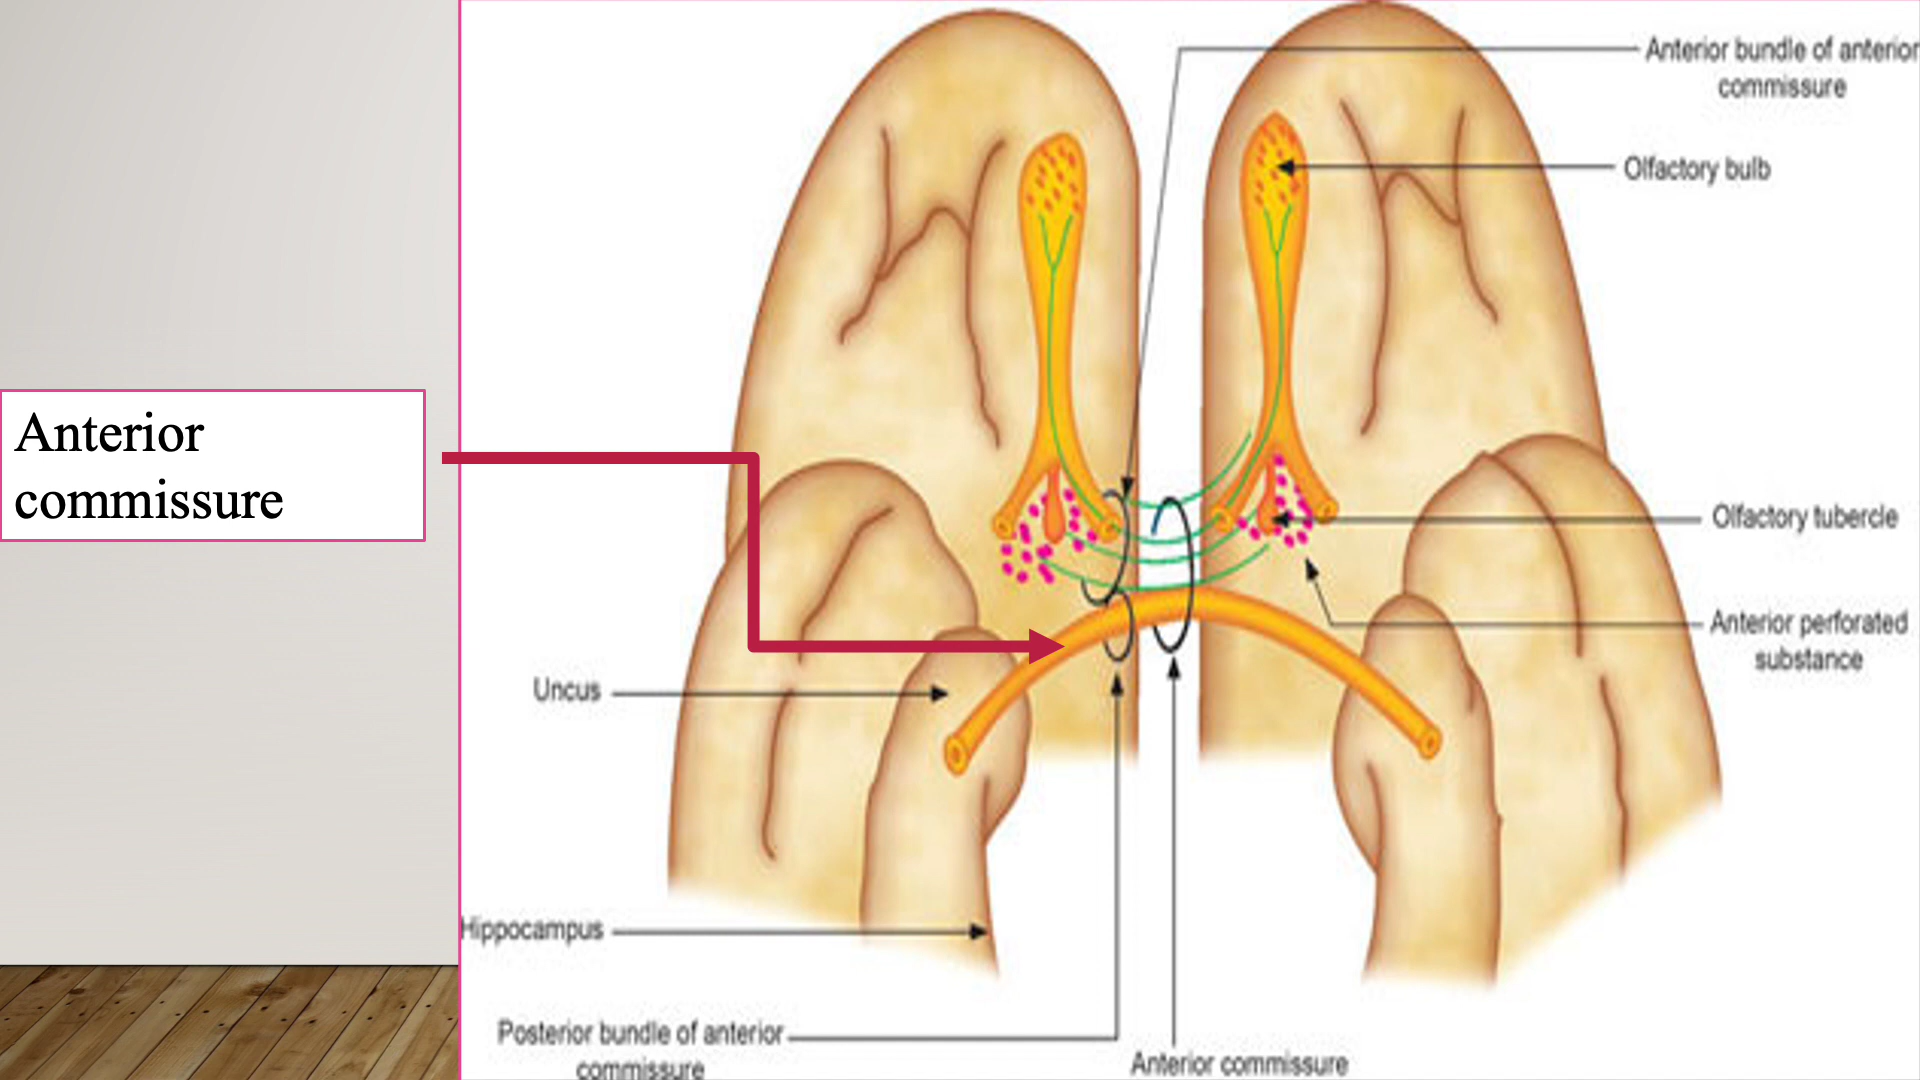 Anterior
commissure
Anterior bundle of anterior
commissure
Olfactory bulb
Olfactory tubercle
Anterior perforated
substance
Uncus
Hippocampus
Posterior bundle of anterior
commissure
Anterior commissure